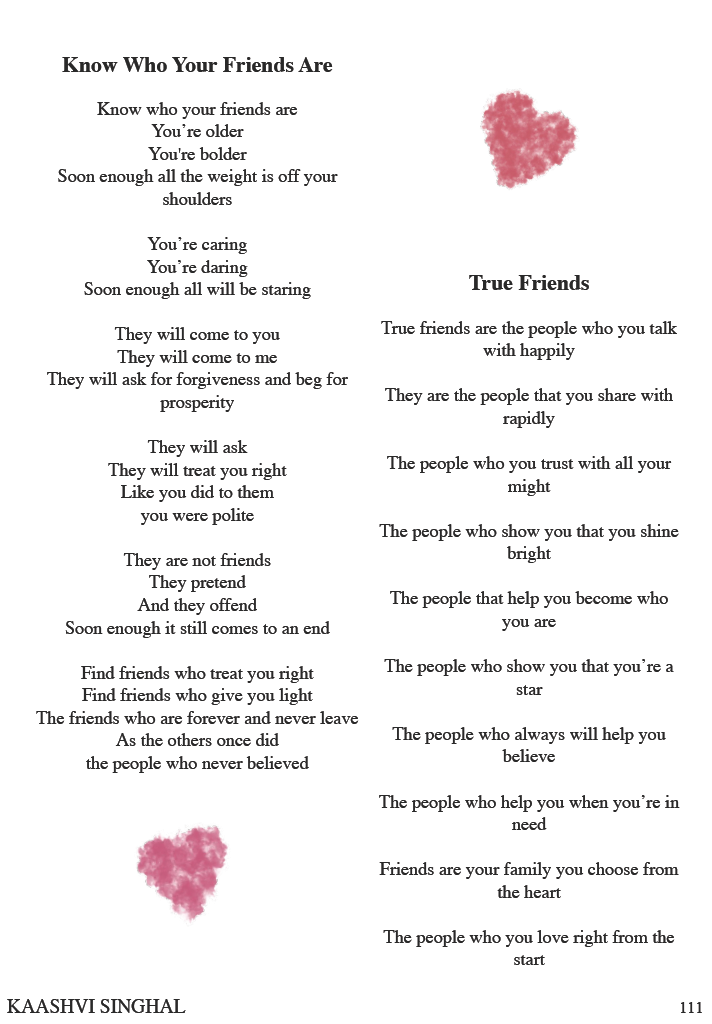 Know Who Your Friends Are
Know who your friends are
You’re older
You're bolder
Soon enough all the weight is off your
shoulders
You’re caring
You’re daring
Soon enough all will be staring
They will come to you
They will come to me
They will ask for forgiveness and beg for
prosperity
They will ask
They will treat you right
Like you did to them
you were polite
They are not friends
They pretend
And they offend
Soon enough it still comes to an end
Find friends who treat you right
Find friends who give you light
The friends who are forever and never leave
As the others once did
the people who never believed
True Friends
True friends are the people who you talk
with happily
They are the people that you share with
rapidly
The people who you trust with all your
might
The people who show you that you shine
bright
The people that help you become who
you are
The people who show you that you’re a
star
The people who always will help you
believe
The people who help you when you’re in
need
Friends are your family you choose from
the heart
The people who you love right from the
start
KAASHVI SINGHAL
111